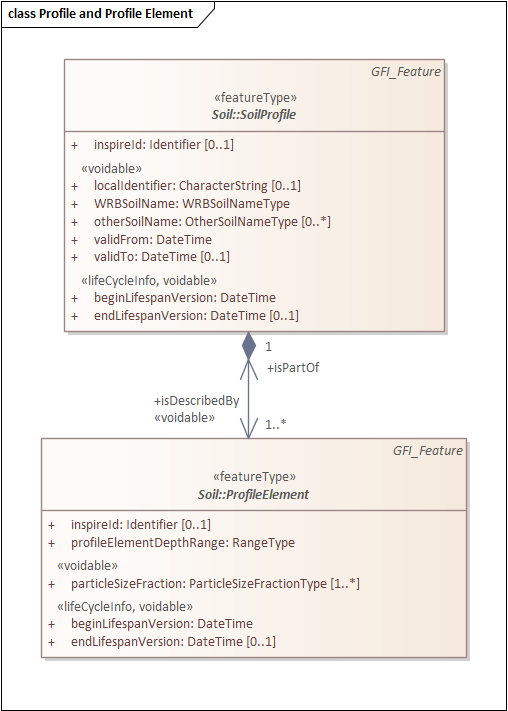 class Profile and Profile Element
GFI_Feature
«featureType»
Soil::SoilProfile
+ inspireId: Identifier [0..1]
«voidable»
+ localIdentifier: CharacterString [0..1]
+ WRBSoilName: WRBSoilNameType
+ otherSoilName: OtherSoilNameType [0..*]
+ validFrom: DateTime
+ validTo: DateTime [0..1]
«lifeCycleInfo, voidable»
+ beginLifespanVersion: DateTime
+ endLifespanVersion: DateTime [0..1]
1
+isPartOf
+isDescribedBy
«voidable»
1..*
GFI_Feature
«featureType»
Soil::ProfileElement
+ inspireId: Identifier [0..1]
+ profileElementDepthRange: RangeType
«voidable»
+ particleSizeFraction: ParticleSizeFractionType [1..*]
«lifeCycleInfo, voidable»
+ beginLifespanVersion: DateTime
+ endLifespanVersion: DateTime [0..1]